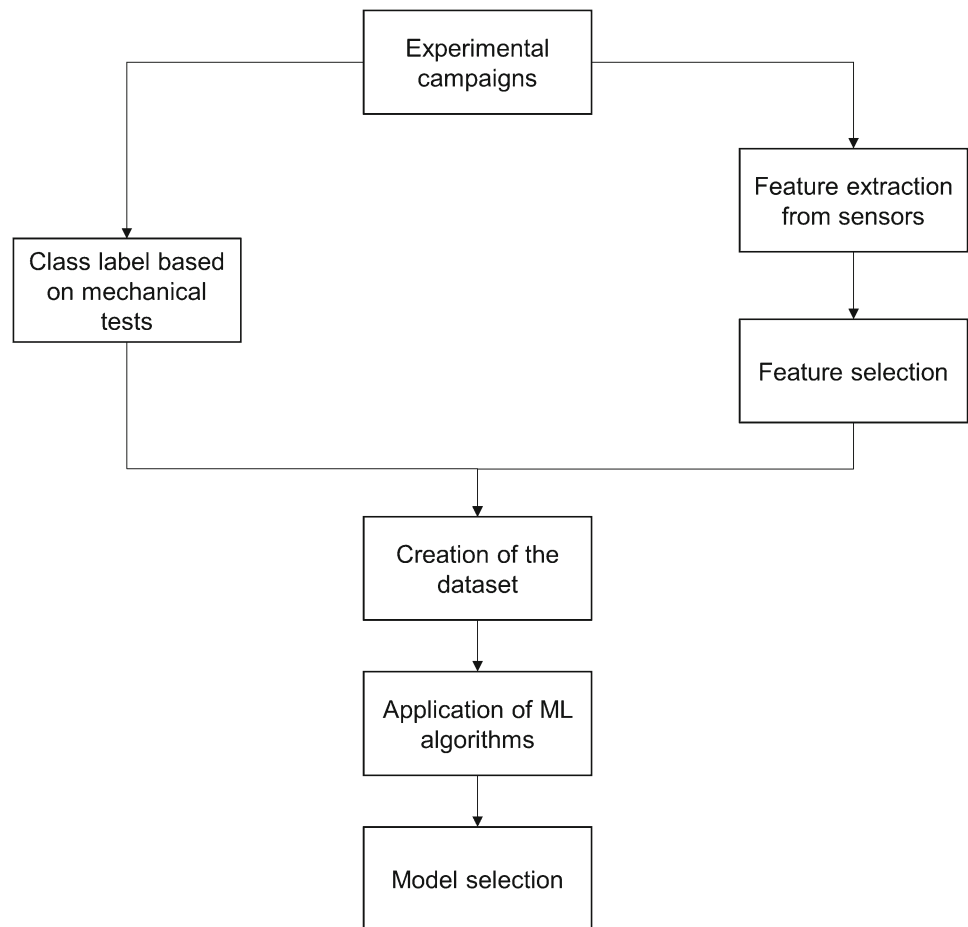 Experimental
campaigns
Feature extraction
from sensors
Class label based
on mechanical
tests
Feature selection
Creation of the
dataset
Application of ML
algorithms
Model selection